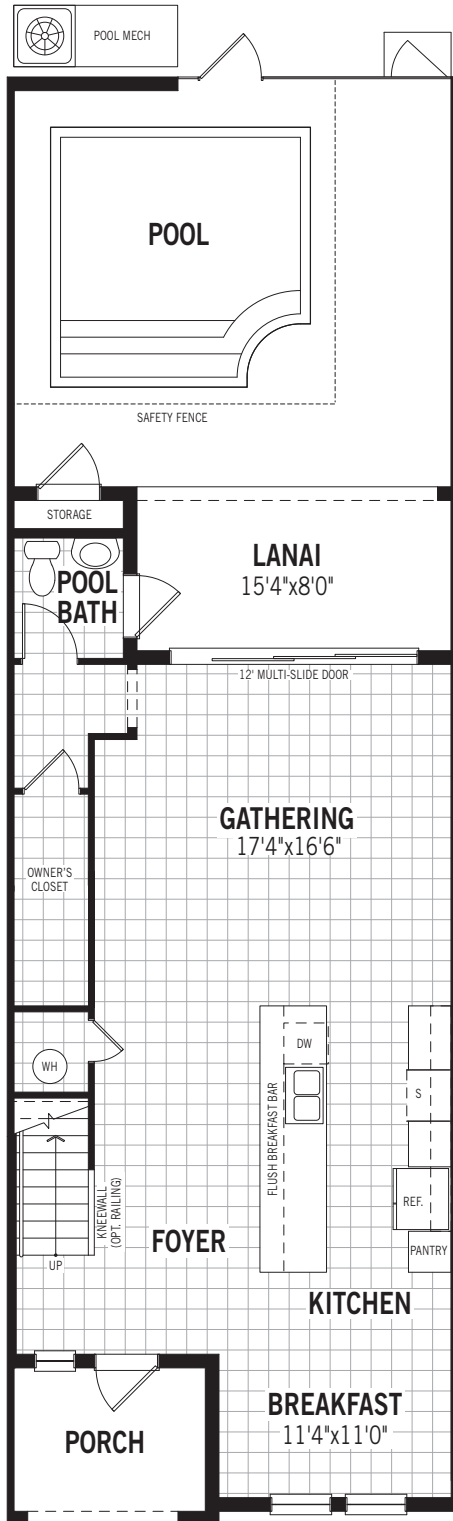 POOL MECH
POOL
SAFETY FENCE
STORAGE
POOL
BATH
LANAI
15'4"x8'0"
12' MULTI-SLIDE DOOR
GATHERING
17'4"x16'6"
OWNER'S
CLOSET
WH
DW
FLUSH BREAKFAST BAR
S
REF.
PANTRY
KNEEWALL
(OPT. RAILING)
UP
FOYER
KITCHEN
BREAKFAST
11'4"x11'0"
PORCH